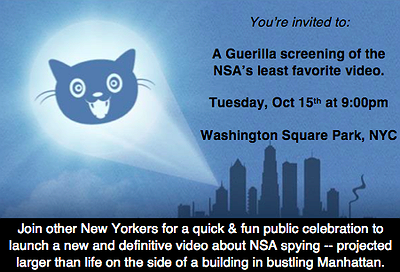 You're invited to:
A Guerilla screening of the
NSA's least favorite video.
Tuesday, Oct 15th at 9:00pm
Washington Square Park, NYC
Join other New Yorkers for a quick & fun public celebration to
launch a new and definitive video about NSA spying -- projected
larger than life on the side of a building in bustling Manhattan.